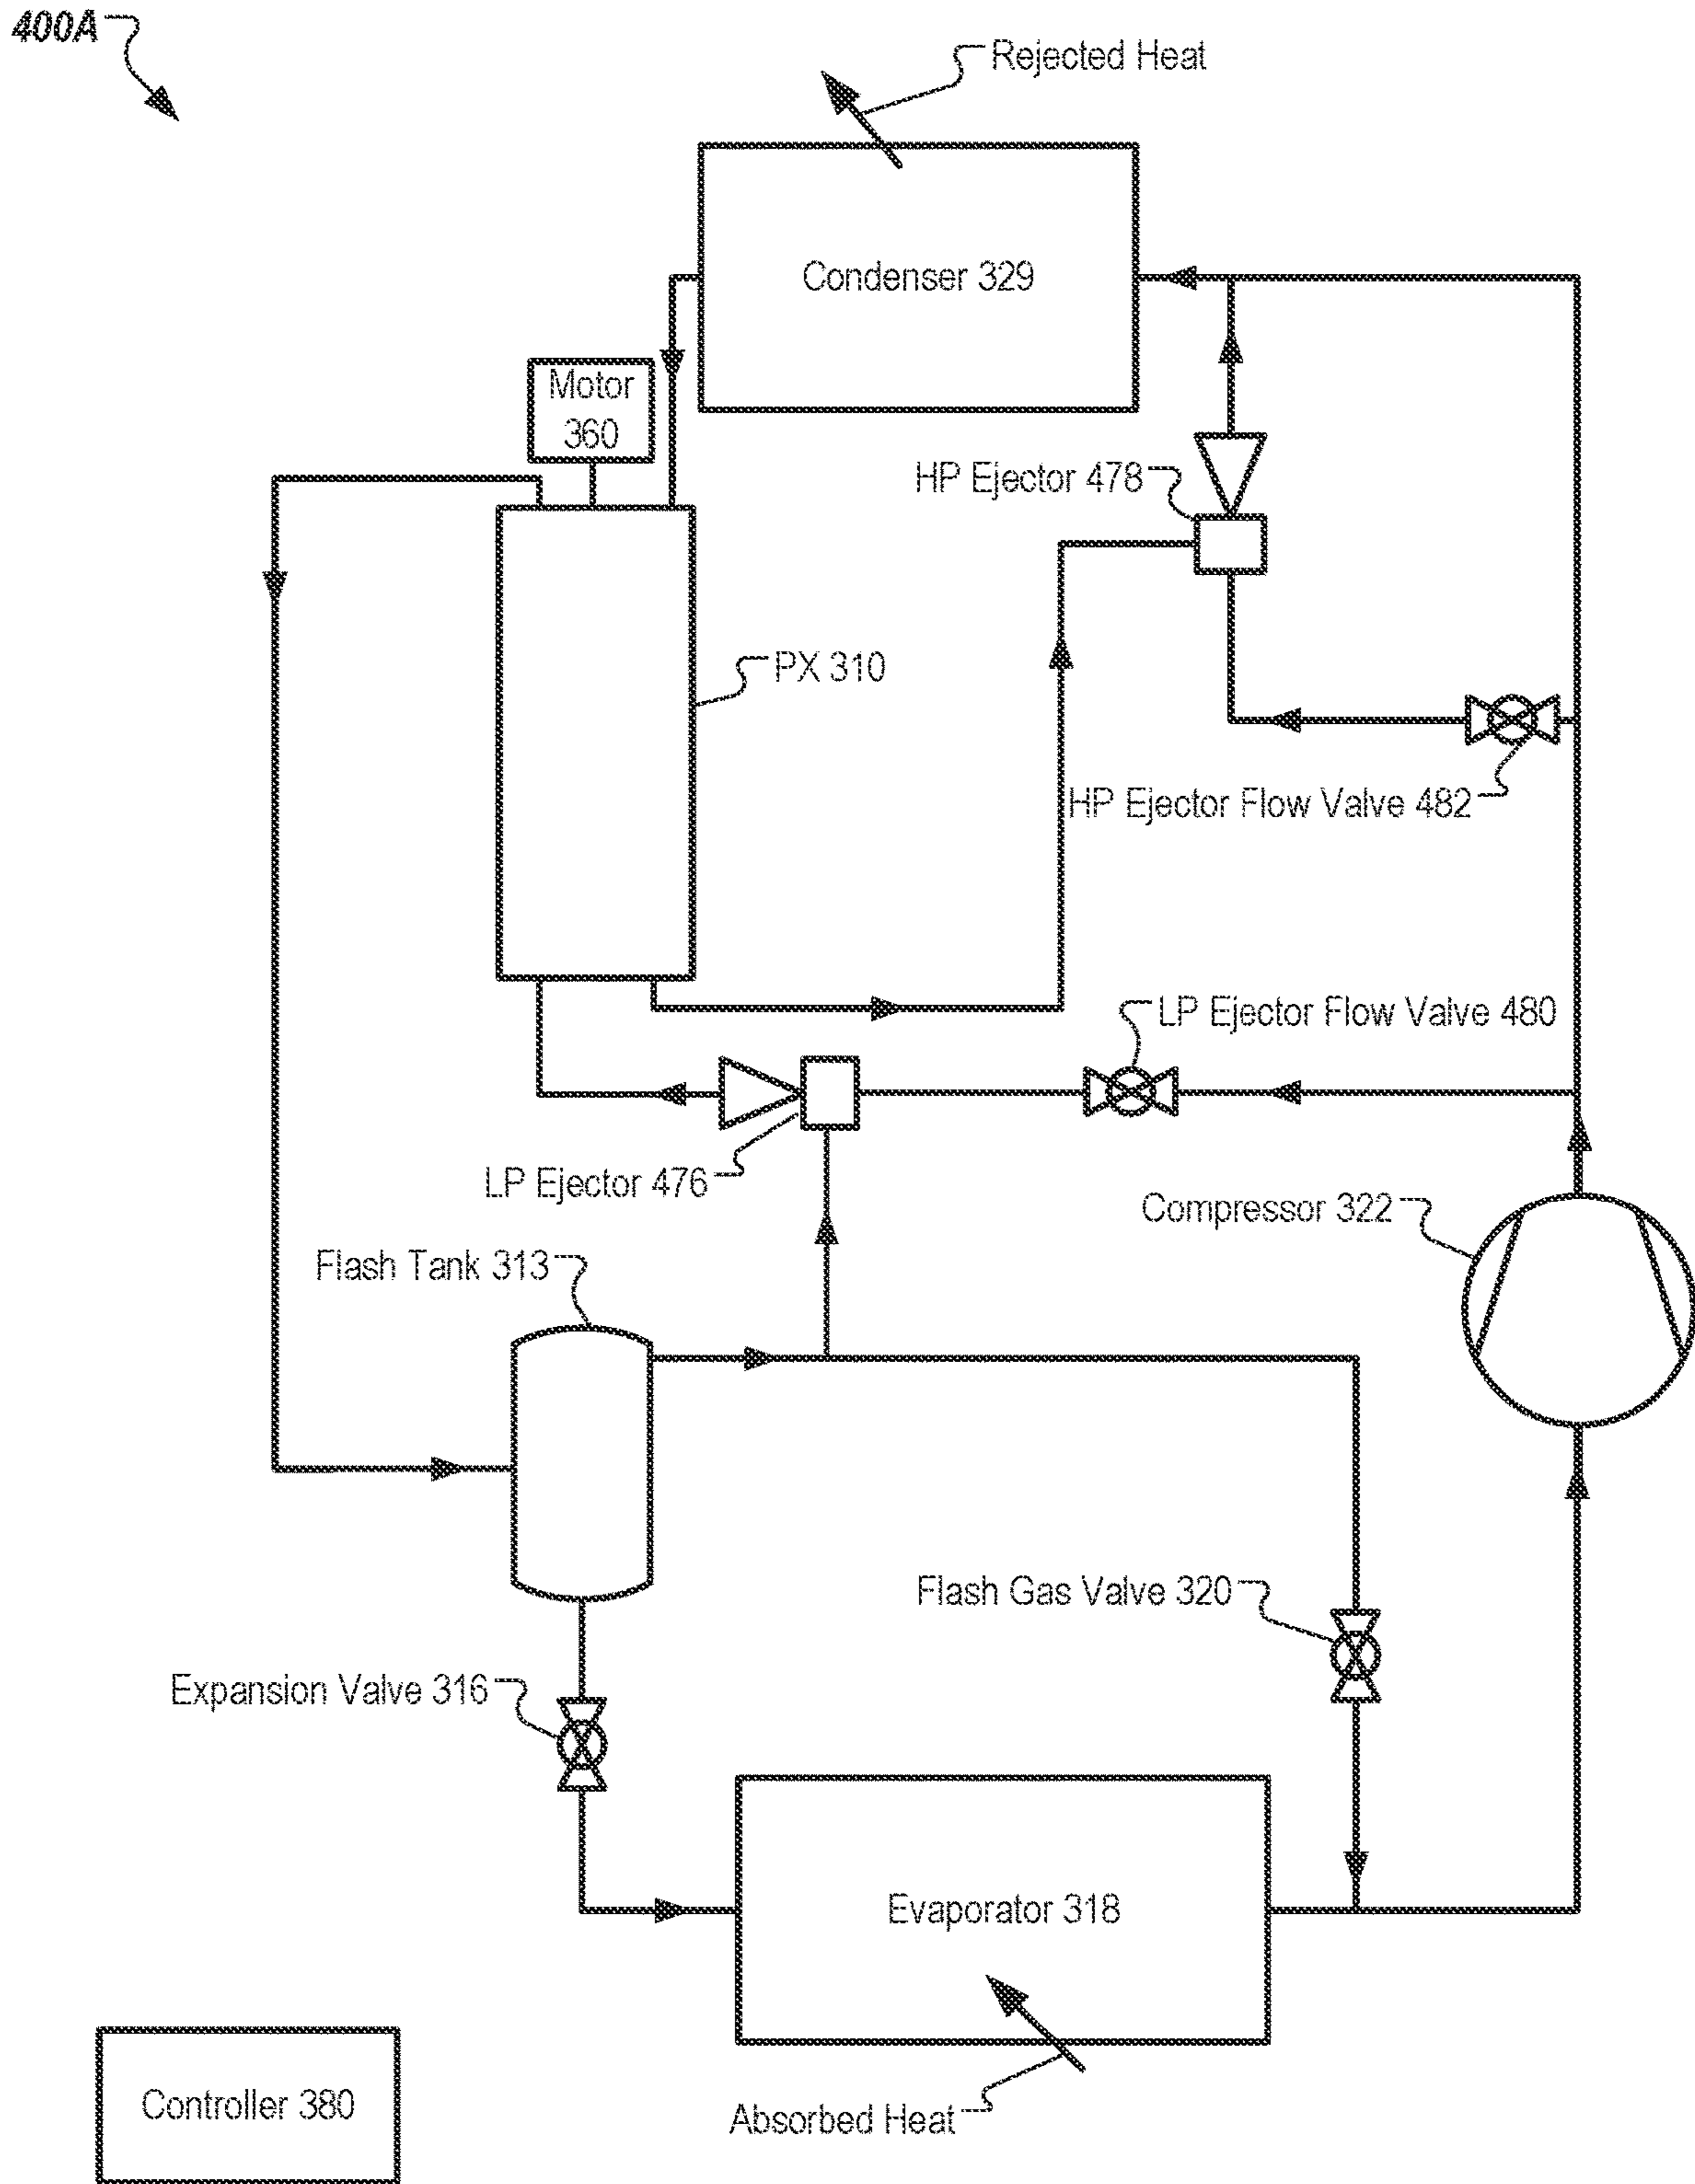 400A
Rejected Heat
Condenser 329
Motor
360
HP Ejector 478
PX 310
HP Ejector Flow Valve 482
LP Ejector Flow Valve 480
LP Ejector 476
Compressor 322
Flash Tank 313
Flash Gas Valve 320
Expansion Valve 316
Evaporator 318
Controller 380
Absorbed Heat